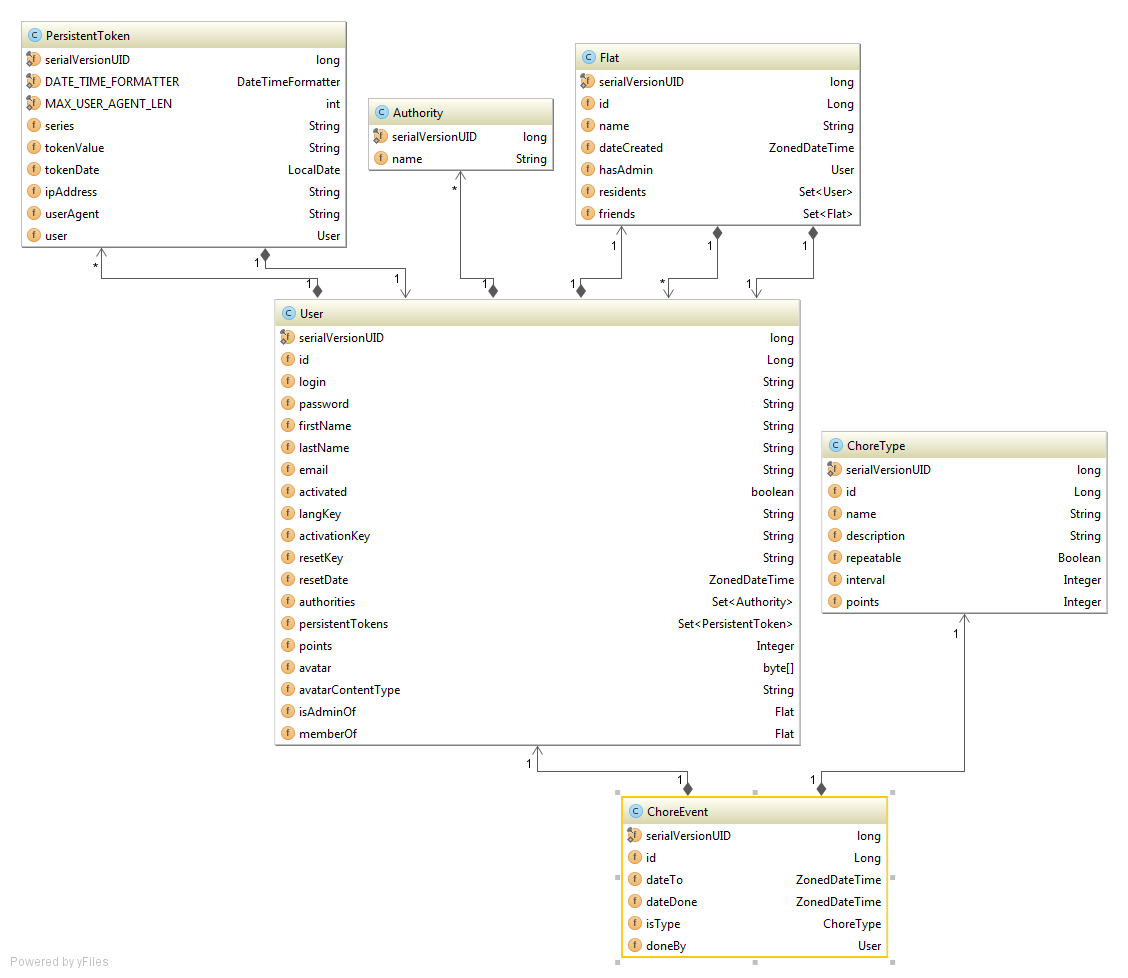 PersistentToken
serialVersionUID long
DATE_TIME_FORMATTER DateTimeFormatter
MAX_USER_AGENT_LEN int
series String
tokenValue String
tokenDate LocalDate
ipAddress String
userAgent String
user User
Authority
serialVersionUID long
name String
Flat
serialVersionUID long
id Long
name String
dateCreated ZonedDateTime
hasAdmin User
residents Set<User>
friends Set<Flat>
* 1 1 1
* 1
1 1 1 * 1 1
User
serialVersionUID long
id Long
login String
password String
firstName String
lastName String
email String
activated boolean
langKey String
activationKey String
resetKey String
resetDate ZonedDateTime
authorities Set<Authority>
persistentTokens Set<PersistentToken>
points Integer
avatar byte[]
avatarContentType String
isAdminOf Flat
memberOf Flat
ChoreType
serialVersionUID long
id Long
name String
description String
repeatable Boolean
interval Integer
points Integer
1 1 1 1
ChoreEvent
serialVersionUID long
id Long
dateTo ZonedDateTime
dateDone ZonedDateTime
isType ChoreType
doneBy User
Powered by yFiles